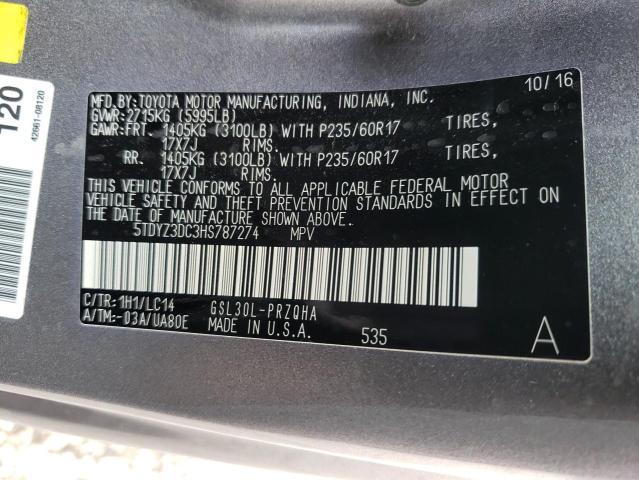 120
42661-08120
10/16
MFD.BY:TOYOTA MOTOR MANUFACTURING, INDIANA, INC.
GVWR:2715KG (5995LB)
GAWR:FRT. 1405KG (3100LB) WITH P235/60R17 TIRES,
17X7J RIMS.
RR. 1405KG (3100LB) WITH P235/60R17 TIRES,
17X7J RIMS.
THIS VEHICLE CONFORMS TO ALL APPLICABLE FEDERAL MOTOR
VEHICLE SAFETY AND THEFT PREVENTION STANDARDS IN EFFECT ON
THE DATE OF MANUFACTURE SHOWN ABOVE.
5TDYZ3DC3HS787274 MPV
C/TR:1H1/LC14 GSL30L-PRZQHA
A/TM:-03A/UA80E MADE IN U.S.A. 535 A